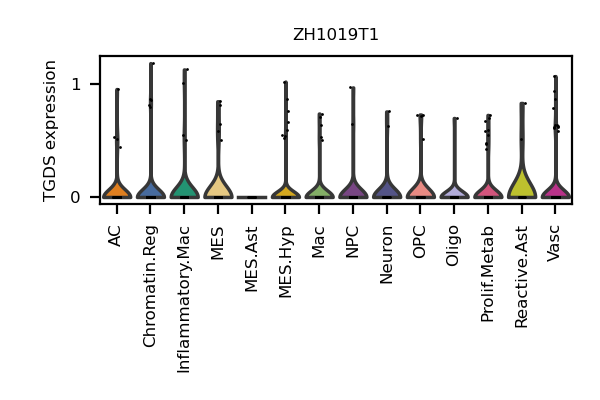 ZH1019T1
TGDS expression
1
0
AC
Chromatin.Reg
Inflammatory.Mac
MES
MES.Ast
MES.Hyp
Mac
NPC
Neuron
OPC
Oligo
Prolif.Metab
Reactive.Ast
Vasc